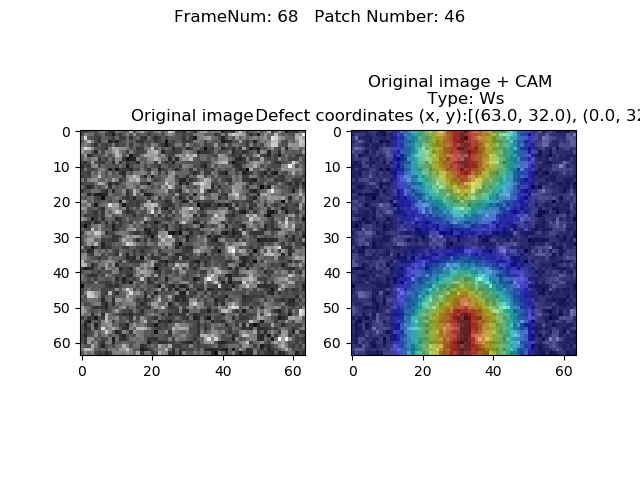 FrameNum: 68   Patch Number: 46
Original image
Original image + CAM
Type: Ws
Defect coordinates (x, y):[(63.0, 32.0), (0.0, 32
0
10
20
30
40
50
60
0 20 40 60
0
10
20
30
40
50
60
0 20 40 60